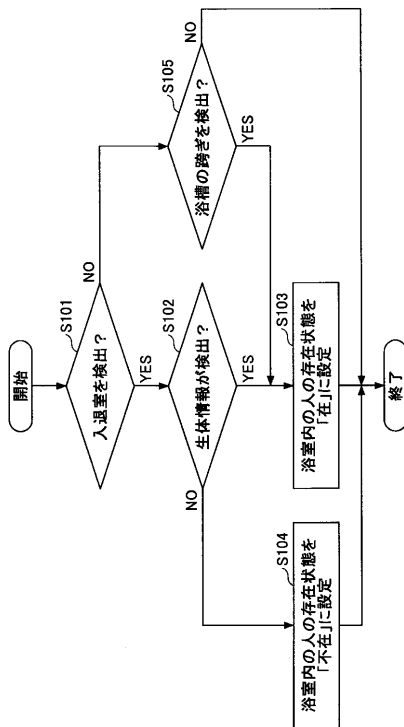 開始
S101
入退室を検出?
NO
YES
S102
生体情報が検出?
NO
YES
S105
浴槽の跨ぎを検出?
NO
YES
S103
浴室内の人の存在状態を
「在」に設定
S104
浴室内の人の存在状態を
「不在」に設定
終了